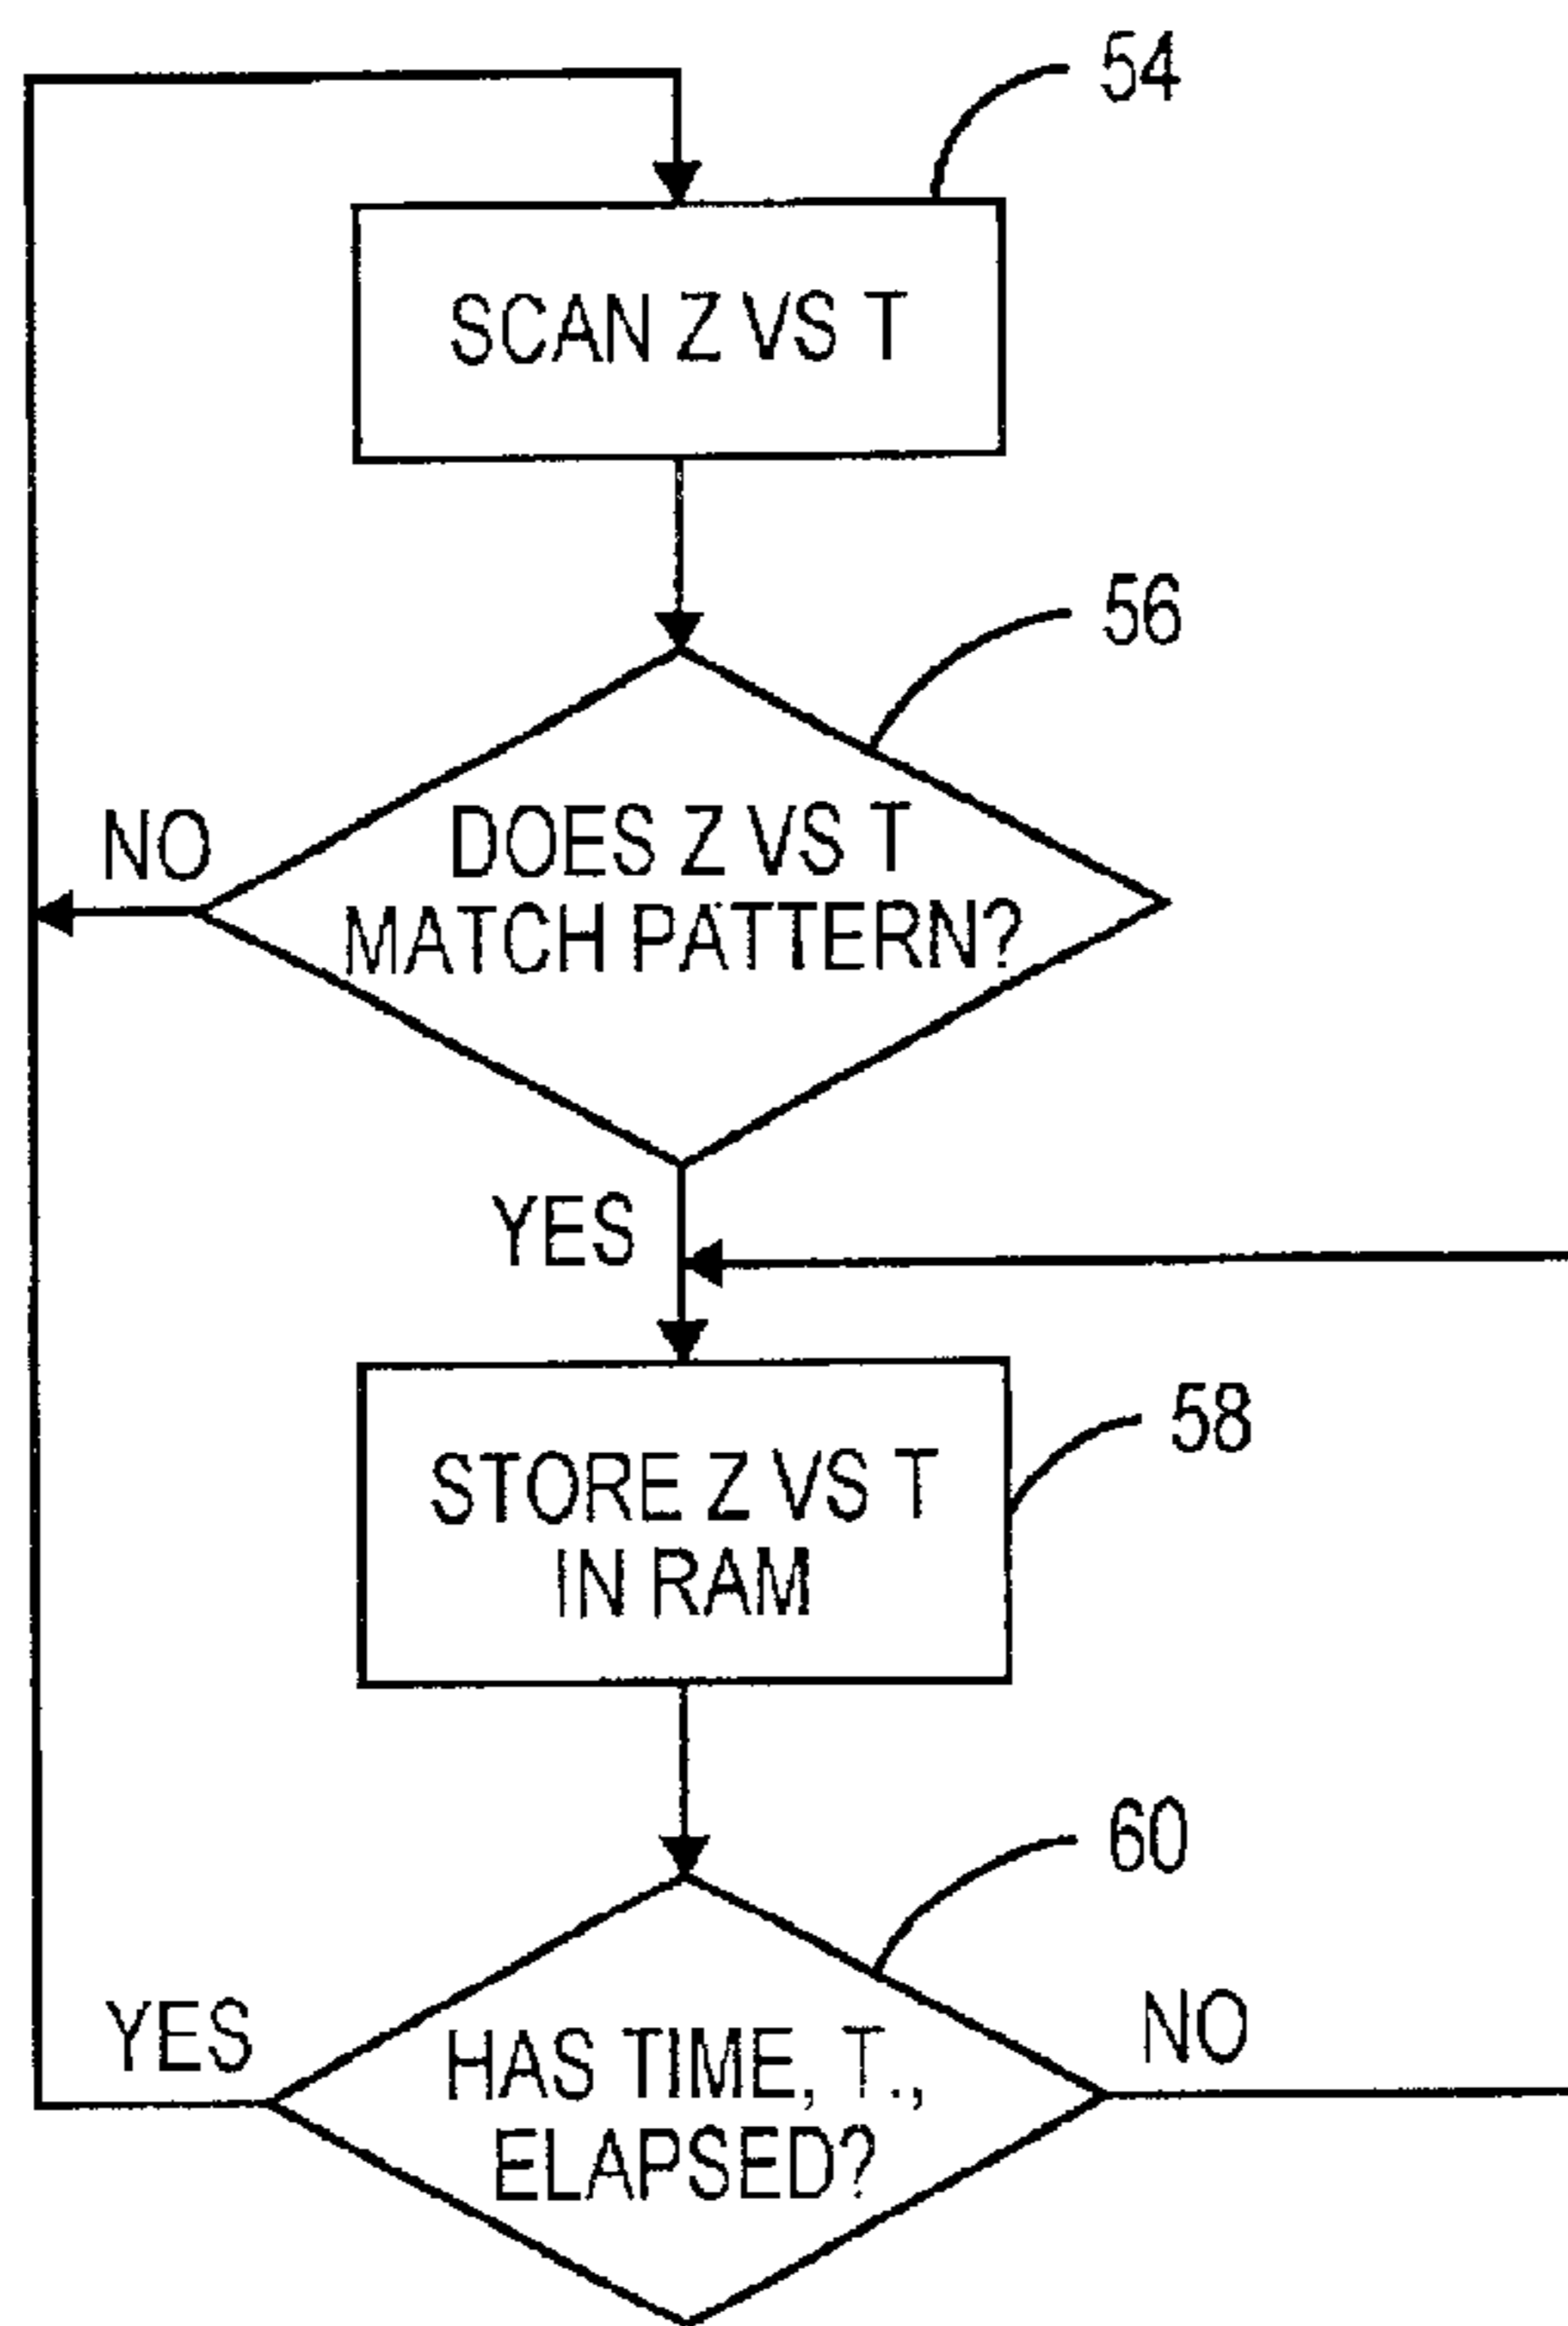 54
SCAN Z VS T
56
NO
DOES Z VS T
MATCH PATTERN?
YES
58
STORE Z VS T
IN RAM
60
YES
NO
HAS TIME, T.,
ELAPSED?